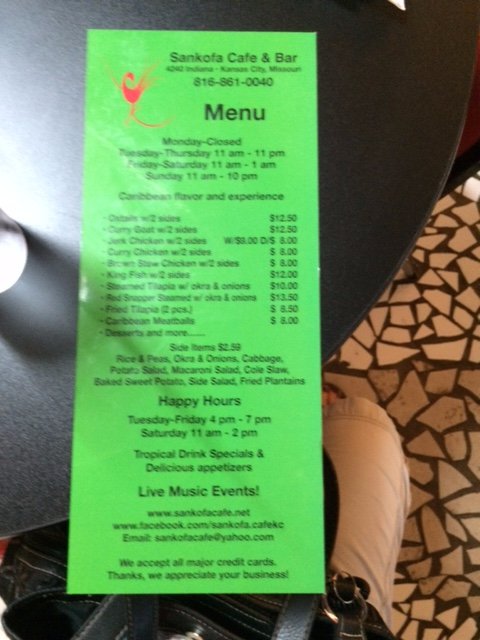 Sankofa Cafe & Bar
4240 Indiana - Kansas City, Missouri
816-861-0040
Menu
Monday-Closed
Tuesday-Thursday 11 am - 11 pm
Friday-Saturday 11 am - 1 am
Sunday 11 am - 10 pm
Caribbean flavor and experience
· Oxtails w/2 sides $12.50
· Curry Goat w/2 sides $12.50
· Jerk Chicken w/2 sides W/$9.00 D/$ 8.00
· Curry Chicken w/2 sides $ 8.00
· Brown Stew Chicken w/2 sides $ 8.00
· King Fish w/2 sides $12.00
· Steamed Tilapia w/ okra & onions $10.00
· Red Snapper Steamed w/ okra & onions $13.50
· Fried Tilapia (2 pcs.) $ 8.50
· Caribbean Meatballs $ 8.00
· Desserts and more......
Side Items $2.59
Rice & Peas, Okra & Onions, Cabbage,
Potato Salad, Macaroni Salad, Cole Slaw,
Baked Sweet Potato, Side Salad, Fried Plantains
Happy Hours
Tuesday-Friday 4 pm - 7 pm
Saturday 11 am - 2 pm
Tropical Drink Specials &
Delicious appetizers
Live Music Events!
www.sankofacafe.net
www.facebook.com/sankofa.cafekc
Email: sankofacafe@yahoo.com
We accept all major credit cards.
Thanks, we appreciate your business!